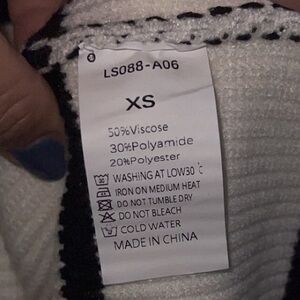 LS088-A06
XS
50%Viscose
30%Polyamide
20%Polyester
WASHING AT LOW30 ℃
IRON ON MEDIUM HEAT
DO NOT TUMBLE DRY
DO NOT BLEACH
COLD WATER
MADE IN CHINA